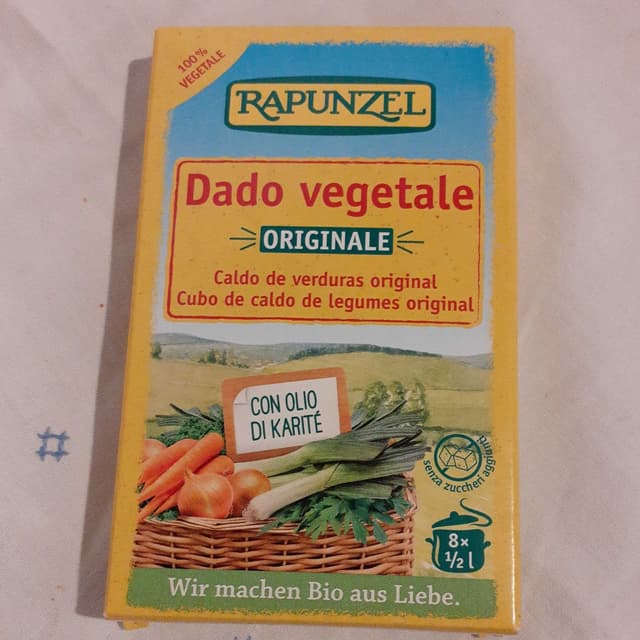 100%
VEGETALE
RAPUNZEL
Dado vegetale
ORIGINALE
Caldo de verduras original
Cubo de caldo de legumes original
CON OLIO
DI KARITÉ
senza zuccheri aggiunti
8x
½ l
Wir machen Bio aus Liebe.